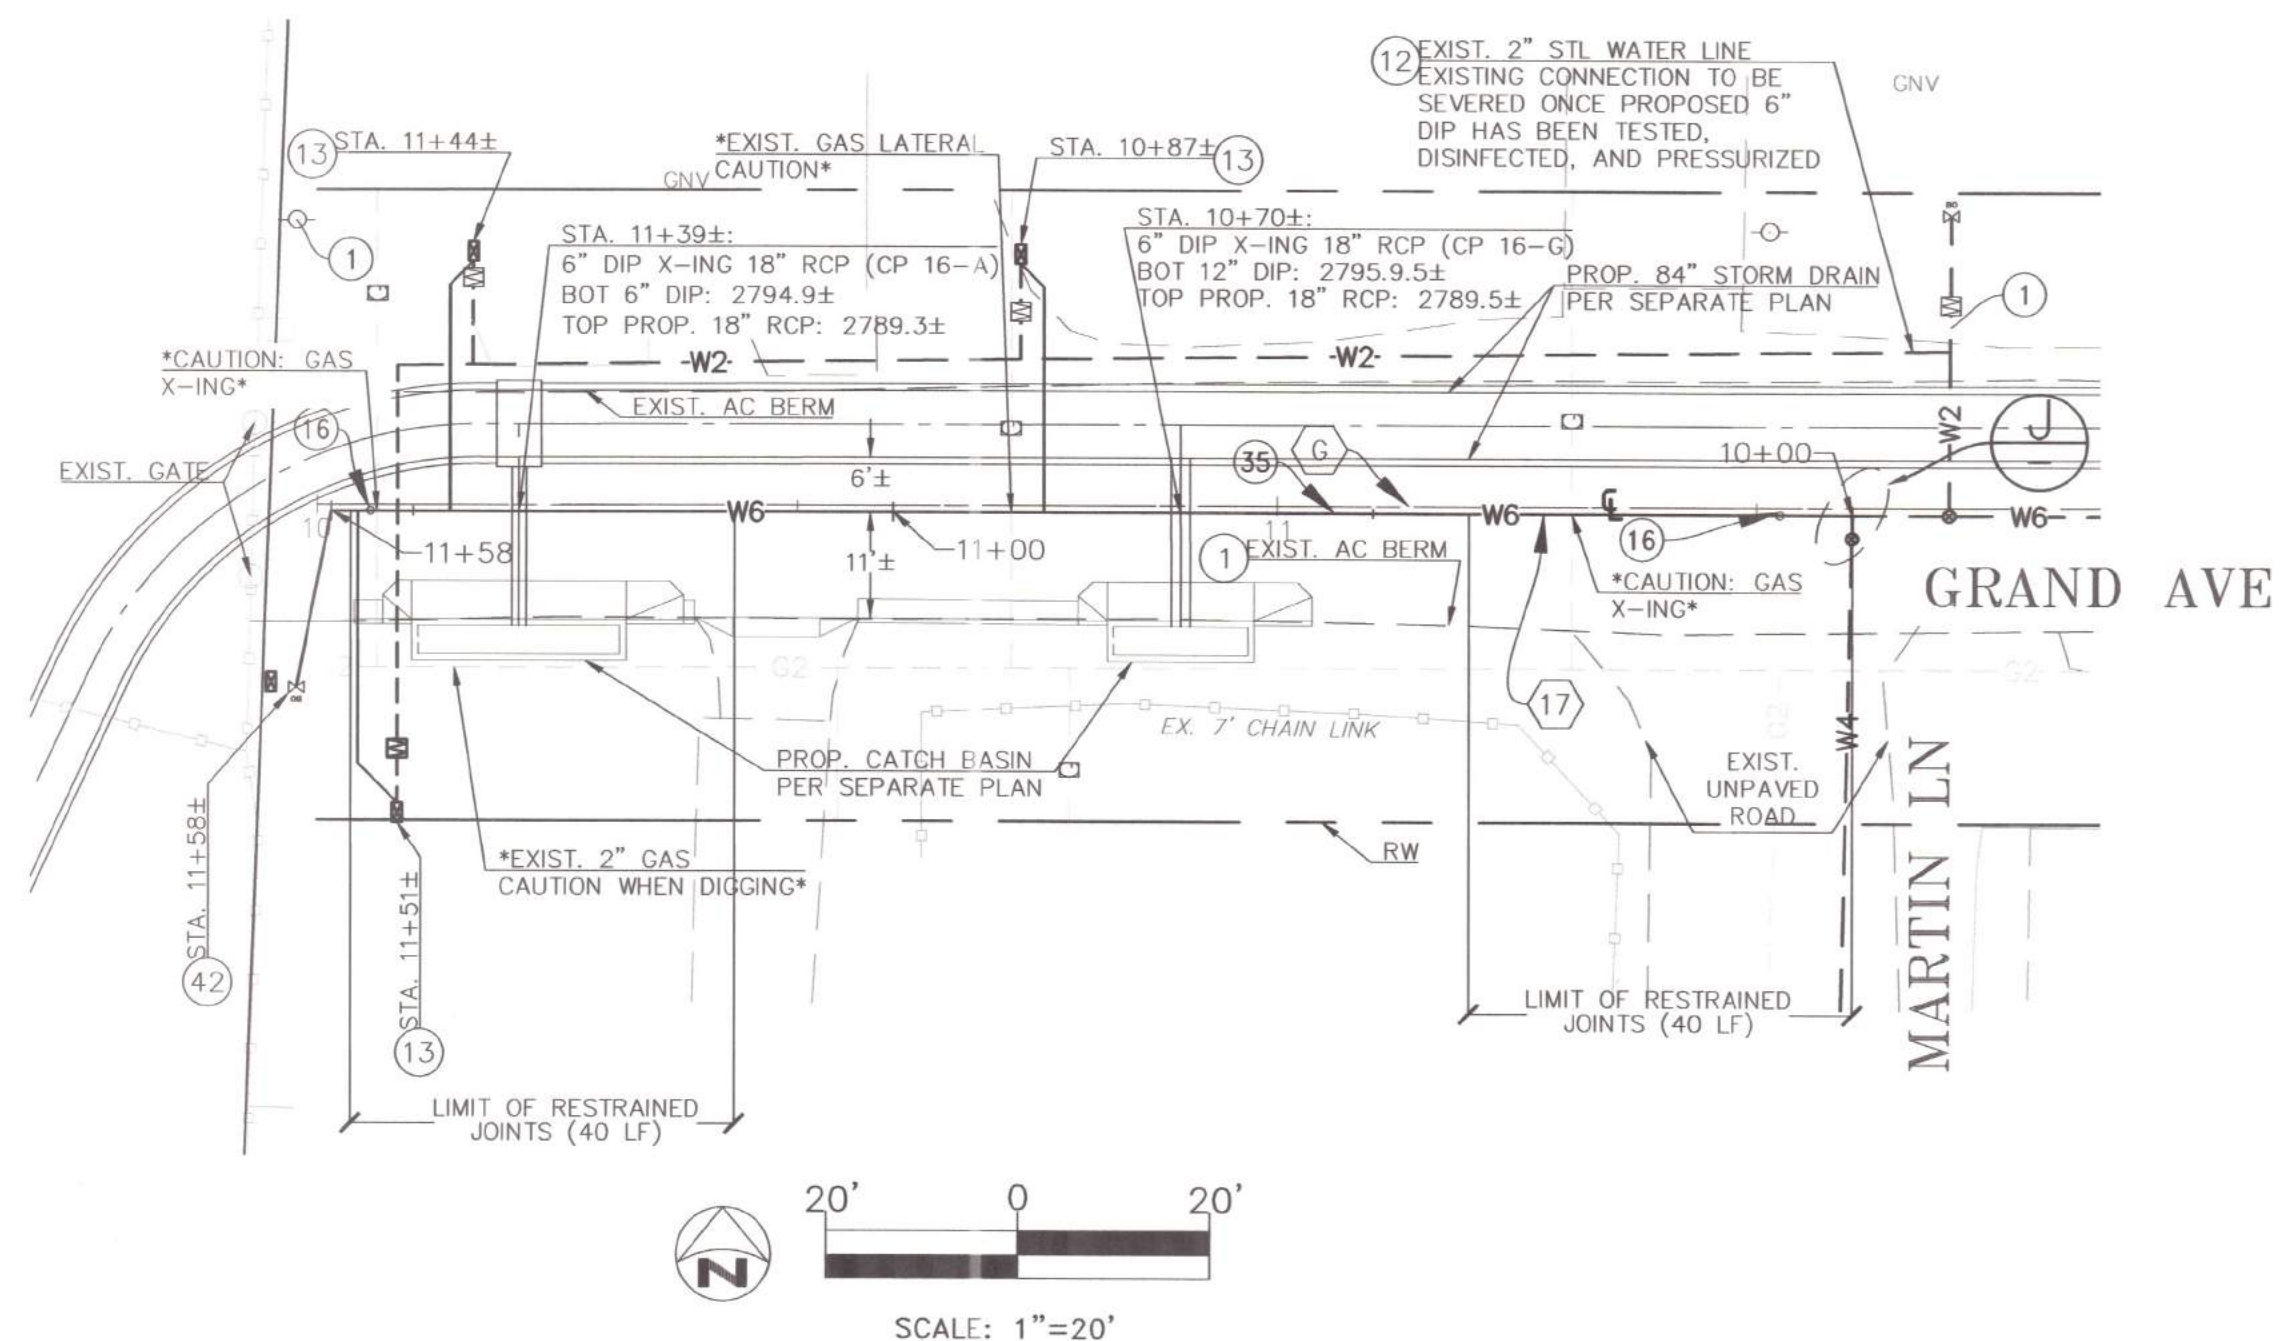 12
EXIST. 2" STL WATER LINE
EXISTING CONNECTION TO BE
SEVERED ONCE PROPOSED 6"
DIP HAS BEEN TESTED,
DISINFECTED, AND PRESSURIZED
GNV
13
STA. 11+44±
*EXIST. GAS LATERAL
CAUTION*
GNV
STA. 10+87±
13
1
STA. 11+39±:
6" DIP X-ING 18" RCP (CP 16-A)
BOT 6" DIP: 2794.9±
TOP PROP. 18" RCP: 2789.3±
STA. 10+70±:
6" DIP X-ING 18" RCP (CP 16-G)
BOT 12" DIP: 2795.9.5±
TOP PROP. 18" RCP: 2789.5±
PROP. 84" STORM DRAIN
PER SEPARATE PLAN
1
*CAUTION: GAS
X-ING*
W2
W2
W2
EXIST. AC BERM
16
EXIST. GATE
6'±
35
G
10+00
J
10
11+58
W6
11+00
11
W6
℄
16
W6
11'±
1
EXIST. AC BERM
*CAUTION: GAS
X-ING*
GRAND AVE
2
G2
G2
G2
17
EX. 7' CHAIN LINK
W4
PROP. CATCH BASIN
PER SEPARATE PLAN
EXIST.
UNPAVED
ROAD
MARTIN LN
RW
*EXIST. 2" GAS
CAUTION WHEN DIGGING*
STA. 11+58±
42
STA. 11+51±
13
LIMIT OF RESTRAINED
JOINTS (40 LF)
LIMIT OF RESTRAINED
JOINTS (40 LF)
N
20' 0 20'
SCALE: 1"=20'